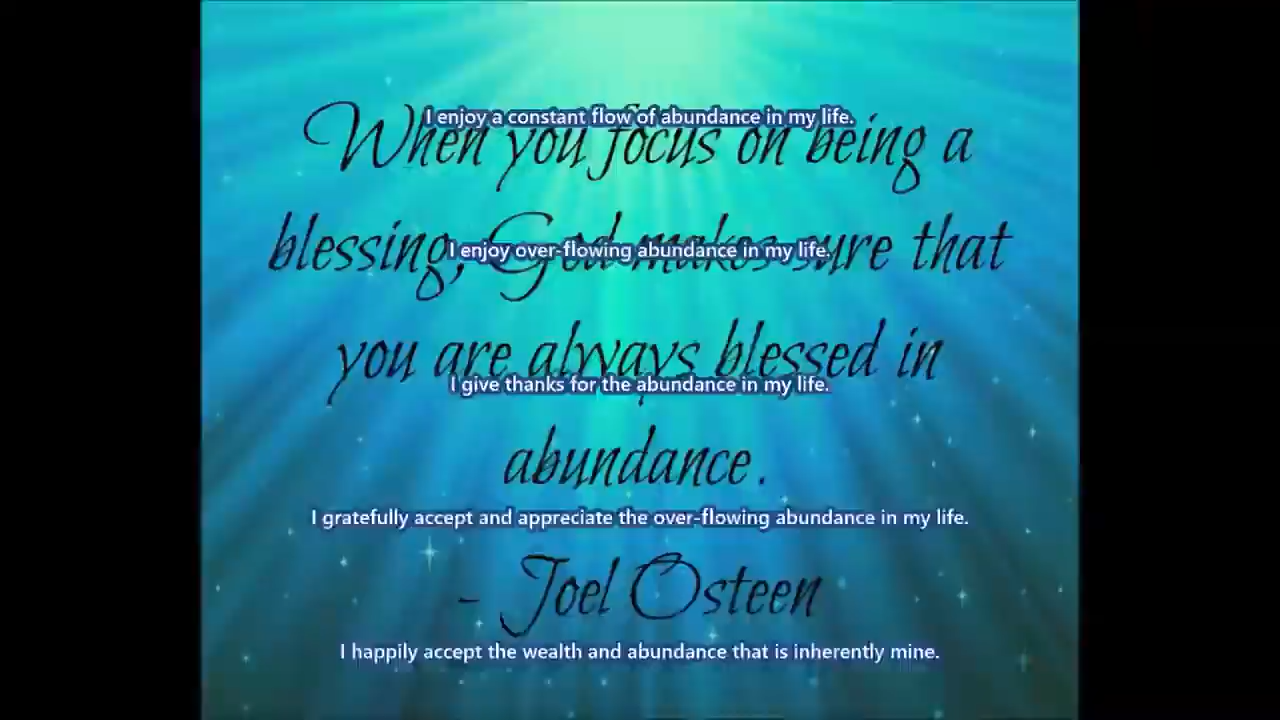 I enjoy a constant flow of abundance in my life.
When you focus on being a
blessing, God makes sure that
I enjoy over-flowing abundance in my life.
you are always blessed in
I give thanks for the abundance in my life.
abundance.
I gratefully accept and appreciate the over-flowing abundance in my life.
- Joel Osteen
I happily accept the wealth and abundance that is inherently mine.